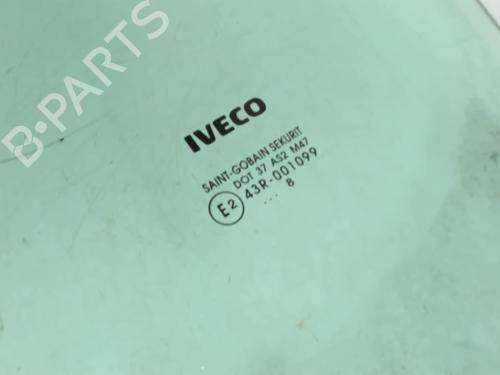 B-PARTS
IVECO
SAINT-GOBAIN SEKURIT
DOT 37 AS2 M47
E2 43R-001099
... 8